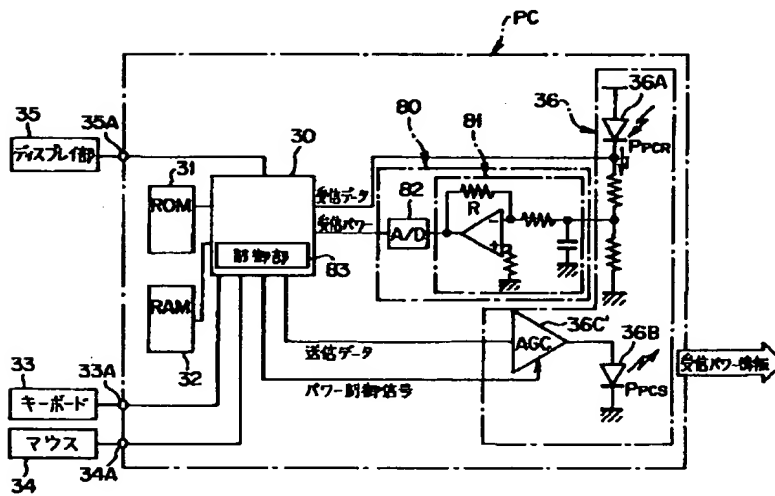 PC
36A
36
PPCR
35
35A
ディスプレイ部
30
80
81
31
ROM
受信データ
82
R
受信パワー
A/D
制御部
83
RAM
32
36C'
AGC
36B
送信データ
PPCS
受信パワー情報
33
33A
キーボード
パワー制御信号
マウス
34
34A